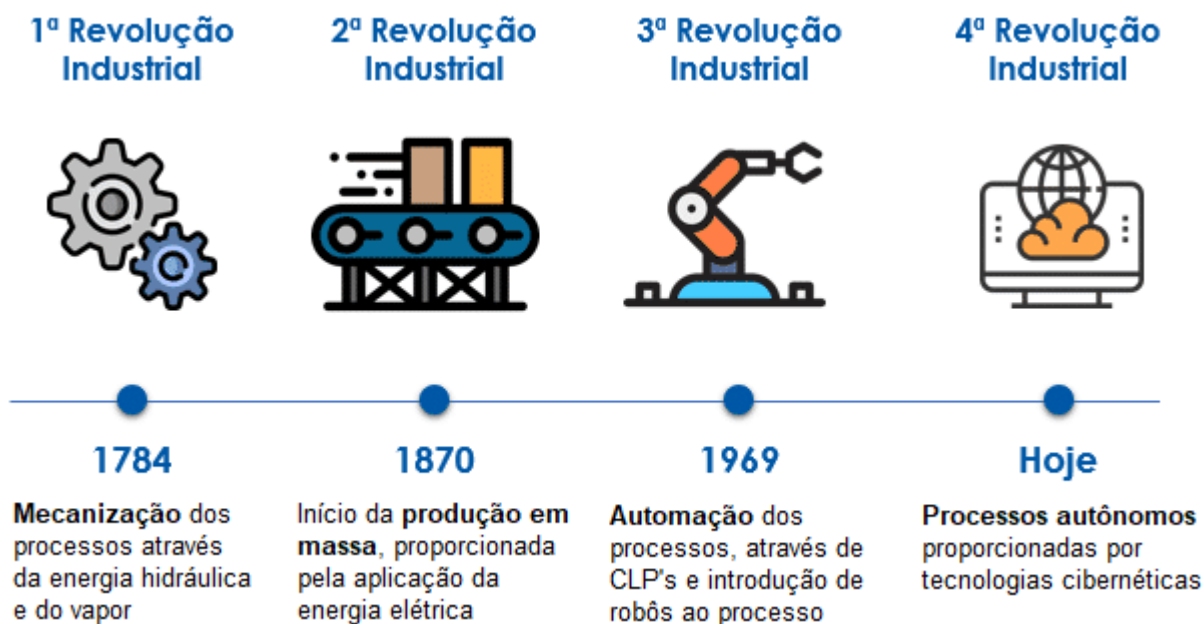 1ª Revolução
Industrial
2ª Revolução
Industrial
3ª Revolução
Industrial
4ª Revolução
Industrial
1784
Mecanização dos
processos através
da energia hidráulica
e do vapor
1870
Início da produção em
massa, proporcionada
pela aplicação da
energia elétrica
1969
Automação dos
processos, através de
CLP's e introdução de
robôs ao processo
Hoje
Processos autônomos
proporcionadas por
tecnologias cibernéticas